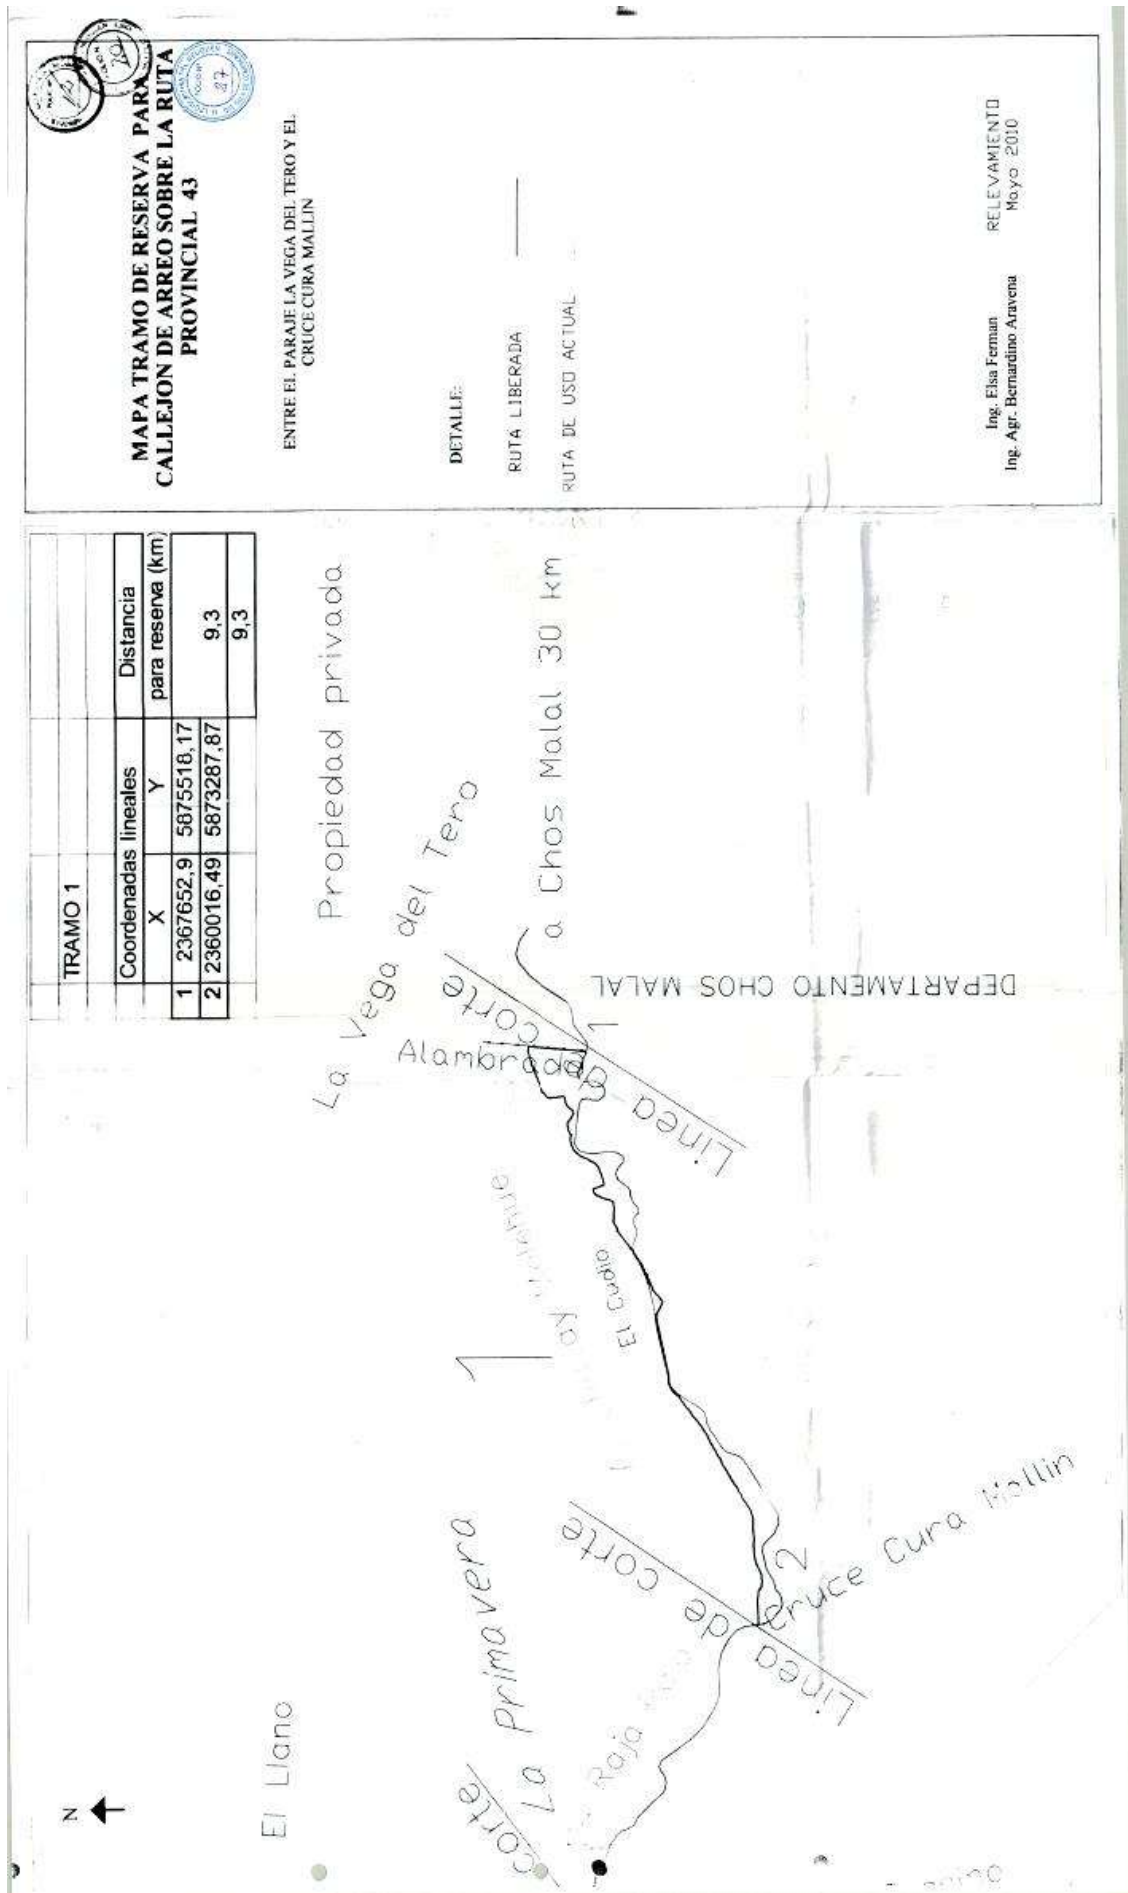 MAPA TRAMO DE RESERVA PARA
CALLEJON DE ARREO SOBRE LA RUTA
PROVINCIAL 43
ENTRE EL PARAJE LA VEGA DEL TERO Y EL
CRUCE CURA MALLIN
DETALLE:
RUTA LIBERADA
RUTA DE USO ACTUAL
Ing. Elsa Ferman
Ing. Agr. Bernardino Aravena
RELEVAMIENTO
Mayo 2010
27
20
TRAMO 1
Coordenadas lineales Distancia
X Y para reserva (km)
1 2367652,9 5875518,17
2 2360016,49 5873287,87 9,3
9,3
N
El Llano
Propiedad privada
La Vega del Tero
a Chos Malal 30 km
Alambrado
Linea de corte
1
DEPARTAMENTO CHOS MALAL
1
El Cudio
La Primavera
Linea de corte
2
Cruce Cura Mallin
Raja
corte